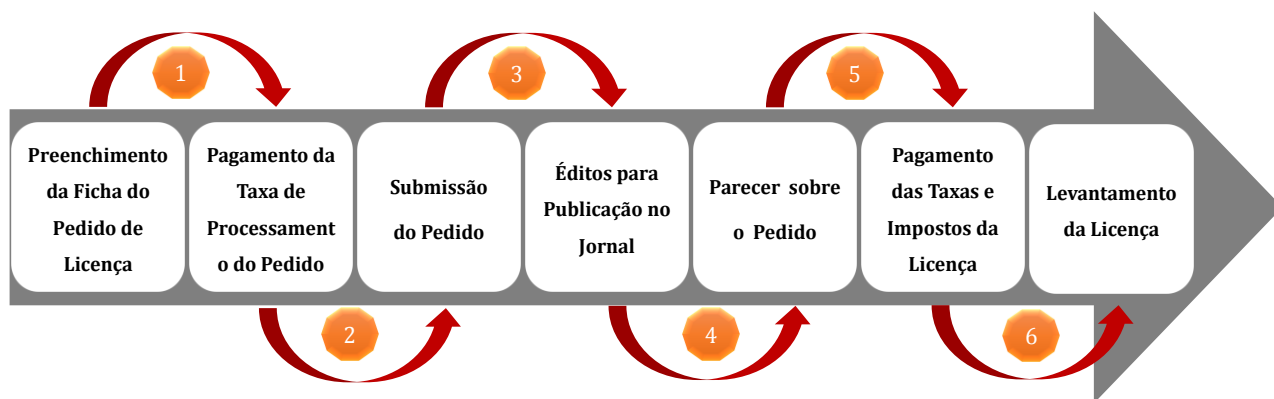 1
3
5
Preenchimento
da Ficha do
Pedido de
Licença
Pagamento da
Taxa de
Processament
o do Pedido
Submissão
do Pedido
Éditos para
Publicação no
Jornal
Parecer sobre
o Pedido
Pagamento
das Taxas e
Impostos da
Licença
Levantamento
da Licença
2
4
6